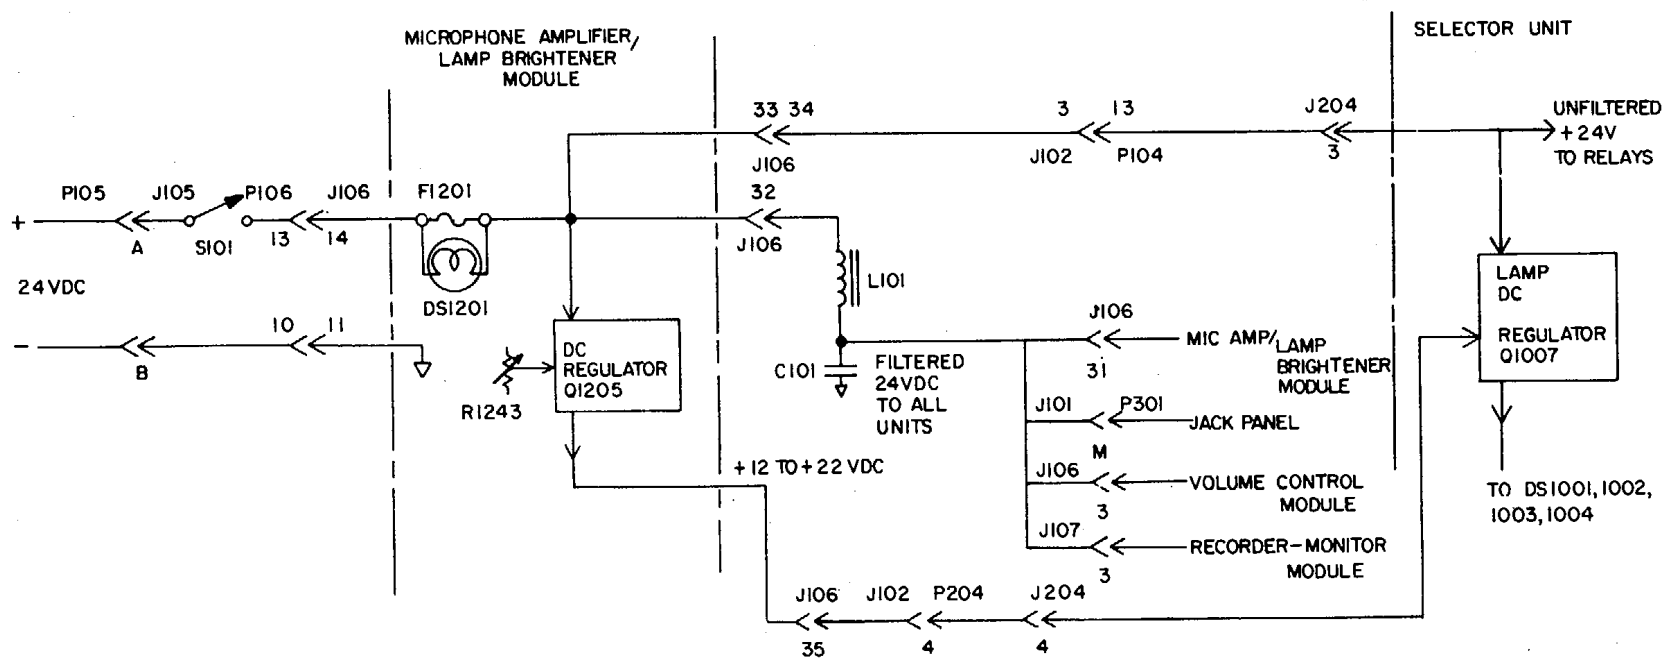 MICROPHONE AMPLIFIER/
LAMP BRIGHTENER
MODULE
SELECTOR UNIT
33 34
3 13
J204
UNFILTERED
+24V
TO RELAYS
J106
J102 P104
3
P105 J105 P106 J106 F1201
32
+
A S101 13 14
J106
24VDC
DS1201
L101
LAMP
DC
REGULATOR
Q1007
10 11
J106
-
B
DC
REGULATOR
Q1205
R1243
C101
FILTERED
24VDC
TO ALL
UNITS
MIC AMP/LAMP
BRIGHTENER
MODULE
31
J101 P301
JACK PANEL
M
+12 TO +22 VDC
J106
VOLUME CONTROL
MODULE
3
TO DS1001, 1002,
1003, 1004
J107
RECORDER-MONITOR
MODULE
3
J106 J102 P204 J204
35 4 4